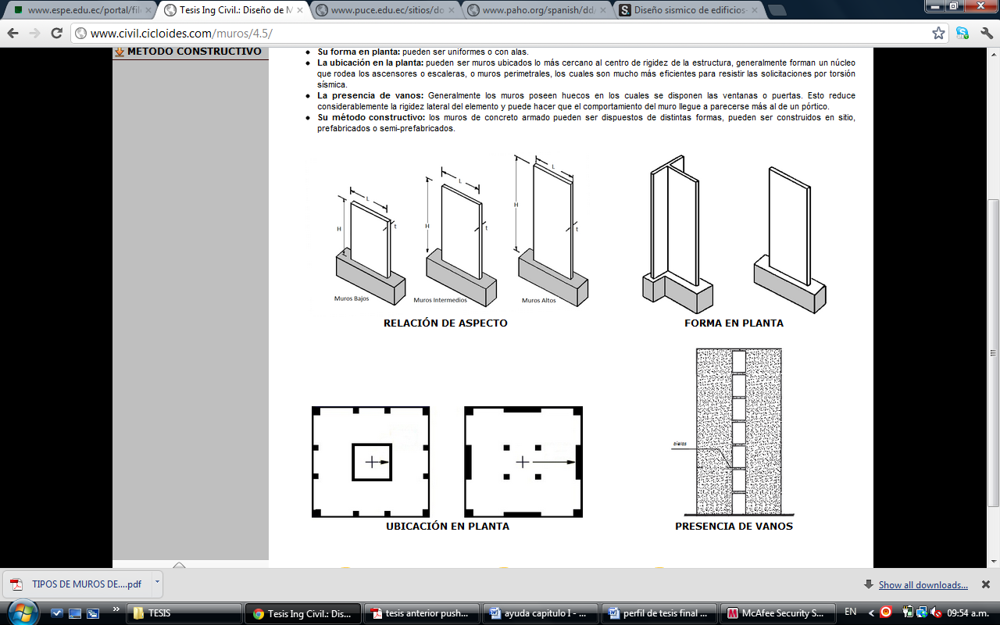 www.espe.edu.ec/portal/fil
Tesis Ing Civil.: Diseño de M
www.puce.edu.ec/sitios/do
www.paho.org/spanish/dd/
Diseño sismico de edificios-
www.civil.cicloides.com/muros/4.5/
MÉTODO CONSTRUCTIVO
Su forma en planta: pueden ser uniformes o con alas.
La ubicación en la planta: pueden ser muros ubicados lo más cercano al centro de rigidez de la estructura, generalmente forman un núcleo
que rodea los ascensores o escaleras, o muros perimetrales, los cuales son mucho más eficientes para resistir las solicitaciones por torsión
sísmica.
La presencia de vanos: Generalmente los muros poseen huecos en los cuales se disponen las ventanas o puertas. Esto reduce
considerablemente la rigidez lateral del elemento y puede hacer que el comportamiento del muro llegue a parecerse más al de un pórtico.
Su método constructivo: los muros de concreto armado pueden ser dispuestos de distintas formas, pueden ser construidos en sitio,
prefabricados o semi-prefabricados.
L
H
t
Muros Bajos
L
H
t
Muros Intermedios
L
H
t
Muros Altos
RELACIÓN DE ASPECTO
FORMA EN PLANTA
bielas
UBICACIÓN EN PLANTA
PRESENCIA DE VANOS
TIPOS DE MUROS DE....pdf
Show all downloads...
TESIS
Tesis Ing Civil.: Dis...
tesis anterior push...
ayuda capitulo I - ...
perfil de tesis final ...
McAfee Security S...
EN
09:54 a.m.